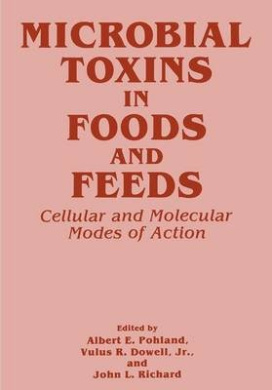 MICROBIAL
TOXINS
IN
FOODS
AND
FEEDS
Cellular and Molecular
Modes of Action
Edited by
Albert E. Pohland,
Vulus R. Dowell, Jr.,
and
John L. Richard